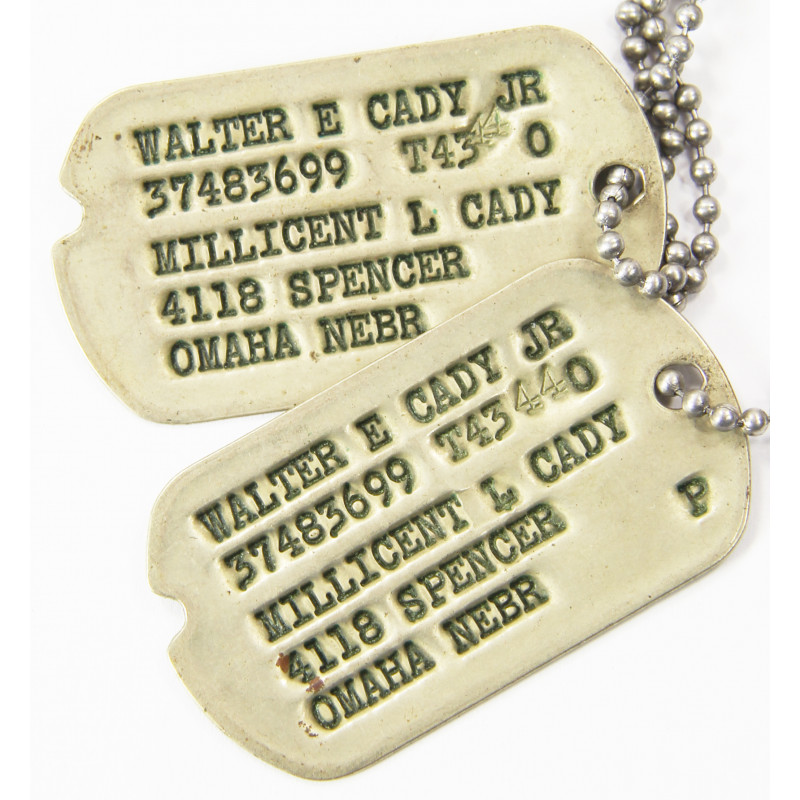 WALTER E CADY JR
37483699 T43 44 O
MILLICENT L CADY
4118 SPENCER
OMAHA NEBR
WALTER E CADY JR
37483699 T43 44 O
MILLICENT L CADY
4118 SPENCER P
OMAHA NEBR